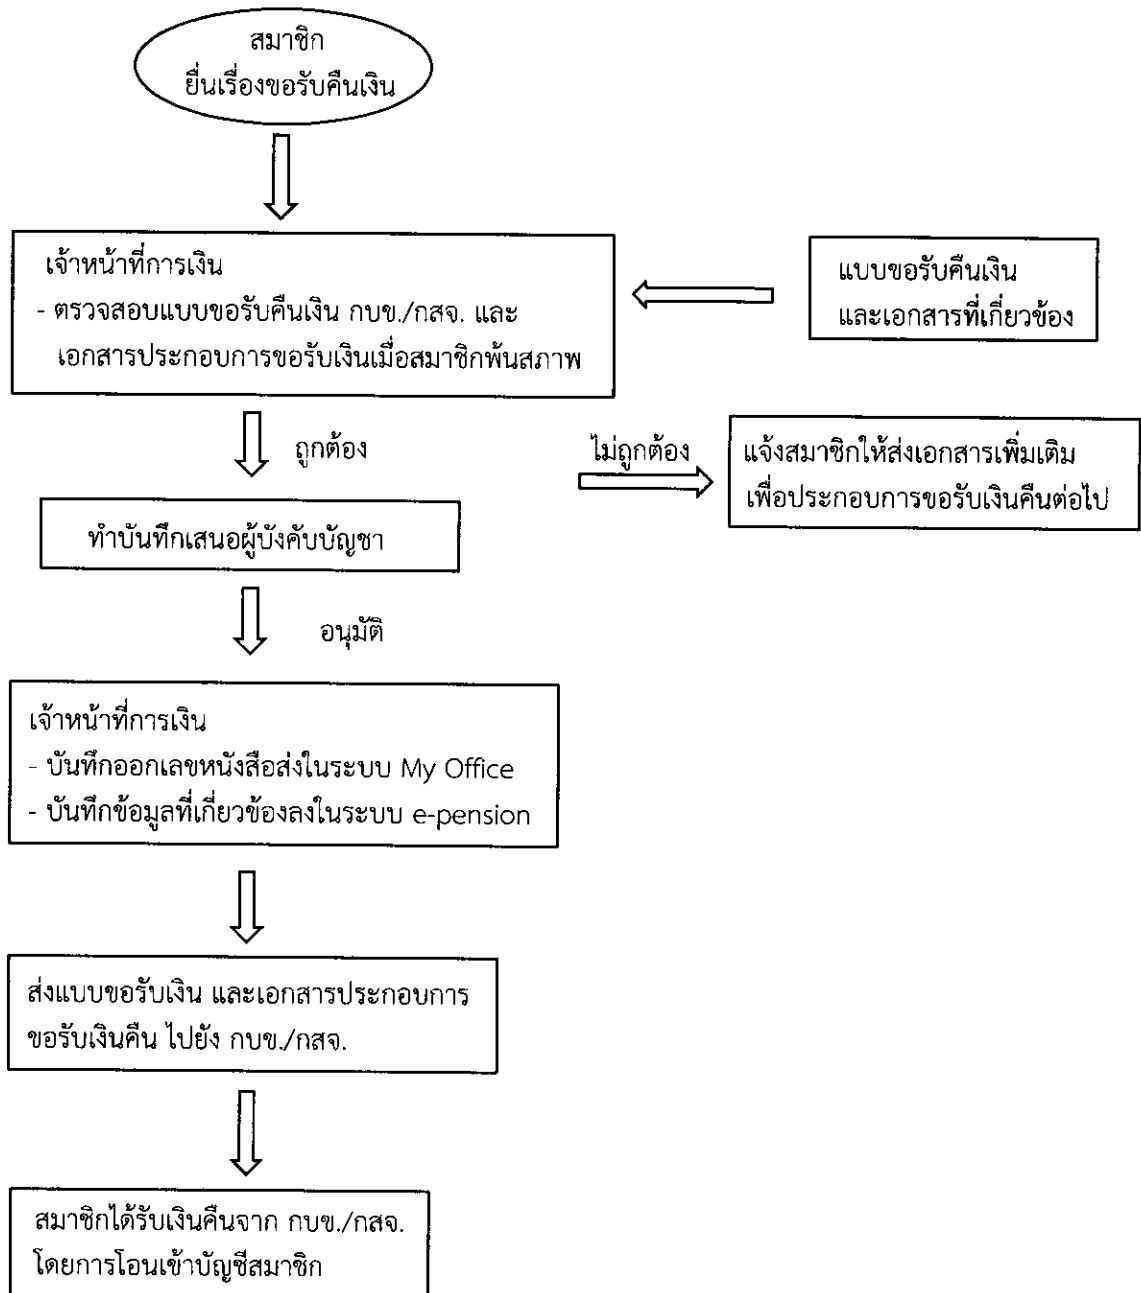 สมาชิก
ยื่นเรื่องขอรับคืนเงิน
เจ้าหน้าที่การเงิน
- ตรวจสอบแบบขอรับคืนเงิน กบข./กสจ. และ
เอกสารประกอบการขอรับเงินเมื่อสมาชิกพ้นสภาพ
แบบขอรับคืนเงิน
และเอกสารที่เกี่ยวข้อง
ถูกต้อง
ไม่ถูกต้อง
แจ้งสมาชิกให้ส่งเอกสารเพิ่มเติม
เพื่อประกอบการขอรับเงินคืนต่อไป
ทำบันทึกเสนอผู้บังคับบัญชา
อนุมัติ
เจ้าหน้าที่การเงิน
- บันทึกออกเลขหนังสือส่งในระบบ My Office
- บันทึกข้อมูลที่เกี่ยวข้องลงในระบบ e-pension
ส่งแบบขอรับเงิน และเอกสารประกอบการ
ขอรับเงินคืน ไปยัง กบข./กสจ.
สมาชิกได้รับเงินคืนจาก กบข./กสจ.
โดยการโอนเข้าบัญชีสมาชิก